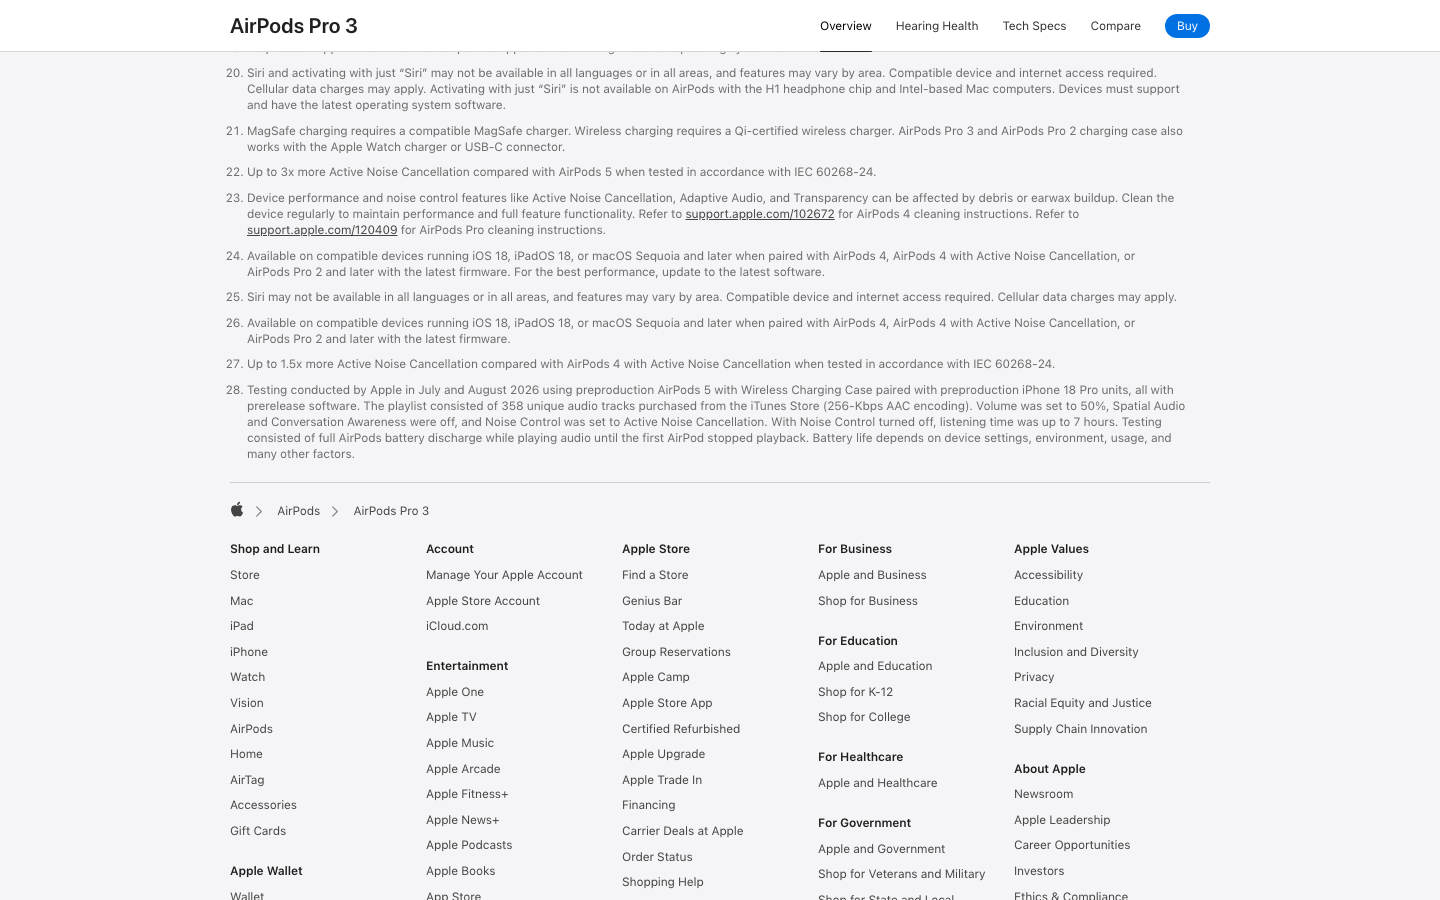 AirPods Pro 3
Overview
Hearing Health
Tech Specs
Compare
Buy
20. Siri and activating with just “Siri” may not be available in all languages or in all areas, and features may vary by area. Compatible device and internet access required.
Cellular data charges may apply. Activating with just “Siri” is not available on AirPods with the H1 headphone chip and Intel-based Mac computers. Devices must support
and have the latest operating system software.
21. MagSafe charging requires a compatible MagSafe charger. Wireless charging requires a Qi-certified wireless charger. AirPods Pro 3 and AirPods Pro 2 charging case also
works with the Apple Watch charger or USB-C connector.
22. Up to 3x more Active Noise Cancellation compared with AirPods 5 when tested in accordance with IEC 60268-24.
23. Device performance and noise control features like Active Noise Cancellation, Adaptive Audio, and Transparency can be affected by debris or earwax buildup. Clean the
device regularly to maintain performance and full feature functionality. Refer to support.apple.com/102672 for AirPods 4 cleaning instructions. Refer to
support.apple.com/120409 for AirPods Pro cleaning instructions.
24. Available on compatible devices running iOS 18, iPadOS 18, or macOS Sequoia and later when paired with AirPods 4, AirPods 4 with Active Noise Cancellation, or
AirPods Pro 2 and later with the latest firmware. For the best performance, update to the latest software.
25. Siri may not be available in all languages or in all areas, and features may vary by area. Compatible device and internet access required. Cellular data charges may apply.
26. Available on compatible devices running iOS 18, iPadOS 18, or macOS Sequoia and later when paired with AirPods 4, AirPods 4 with Active Noise Cancellation, or
AirPods Pro 2 and later with the latest firmware.
27. Up to 1.5x more Active Noise Cancellation compared with AirPods 4 with Active Noise Cancellation when tested in accordance with IEC 60268-24.
28. Testing conducted by Apple in July and August 2026 using preproduction AirPods 5 with Wireless Charging Case paired with preproduction iPhone 18 Pro units, all with
prerelease software. The playlist consisted of 358 unique audio tracks purchased from the iTunes Store (256-Kbps AAC encoding). Volume was set to 50%, Spatial Audio
and Conversation Awareness were off, and Noise Control was set to Active Noise Cancellation. With Noise Control turned off, listening time was up to 7 hours. Testing
consisted of full AirPods battery discharge while playing audio until the first AirPod stopped playback. Battery life depends on device settings, environment, usage, and
many other factors.
AirPods
AirPods Pro 3
Shop and Learn
Store
Mac
iPad
iPhone
Watch
Vision
AirPods
Home
AirTag
Accessories
Gift Cards
Apple Wallet
Wallet
Account
Manage Your Apple Account
Apple Store Account
iCloud.com
Entertainment
Apple One
Apple TV
Apple Music
Apple Arcade
Apple Fitness+
Apple News+
Apple Podcasts
Apple Books
App Store
Apple Store
Find a Store
Genius Bar
Today at Apple
Group Reservations
Apple Camp
Apple Store App
Certified Refurbished
Apple Upgrade
Apple Trade In
Financing
Carrier Deals at Apple
Order Status
Shopping Help
For Business
Apple and Business
Shop for Business
For Education
Apple and Education
Shop for K-12
Shop for College
For Healthcare
Apple and Healthcare
For Government
Apple and Government
Shop for Veterans and Military
Shop for State and Local
Apple Values
Accessibility
Education
Environment
Inclusion and Diversity
Privacy
Racial Equity and Justice
Supply Chain Innovation
About Apple
Newsroom
Apple Leadership
Career Opportunities
Investors
Ethics & Compliance